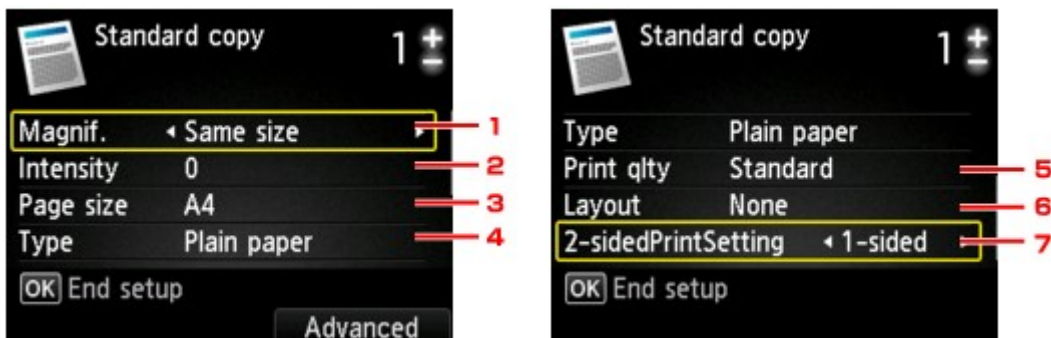 Standard copy 1 + -
Magnif. Same size 1
Intensity 0 2
Page size A4 3
Type Plain paper 4
OK End setup
Advanced
Standard copy 1 + -
Type Plain paper
Print qlty Standard 5
Layout None 6
2-sidedPrintSetting 1-sided 7
OK End setup